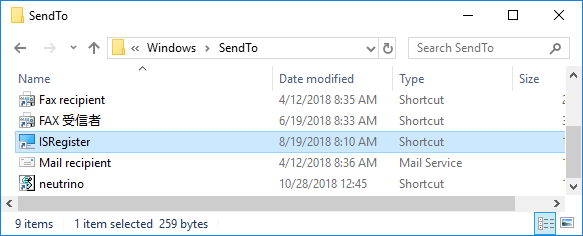 SendTo
« Windows > SendTo
Search SendTo
Name Date modified Type Size
Fax recipient 4/12/2018 8:35 AM Shortcut
FAX 受信者 6/19/2018 8:33 AM Shortcut
ISRegister 8/19/2018 8:10 AM Shortcut
Mail recipient 4/12/2018 8:36 AM Mail Service
neutrino 10/28/2018 12:45 Shortcut
9 items 1 item selected 259 bytes